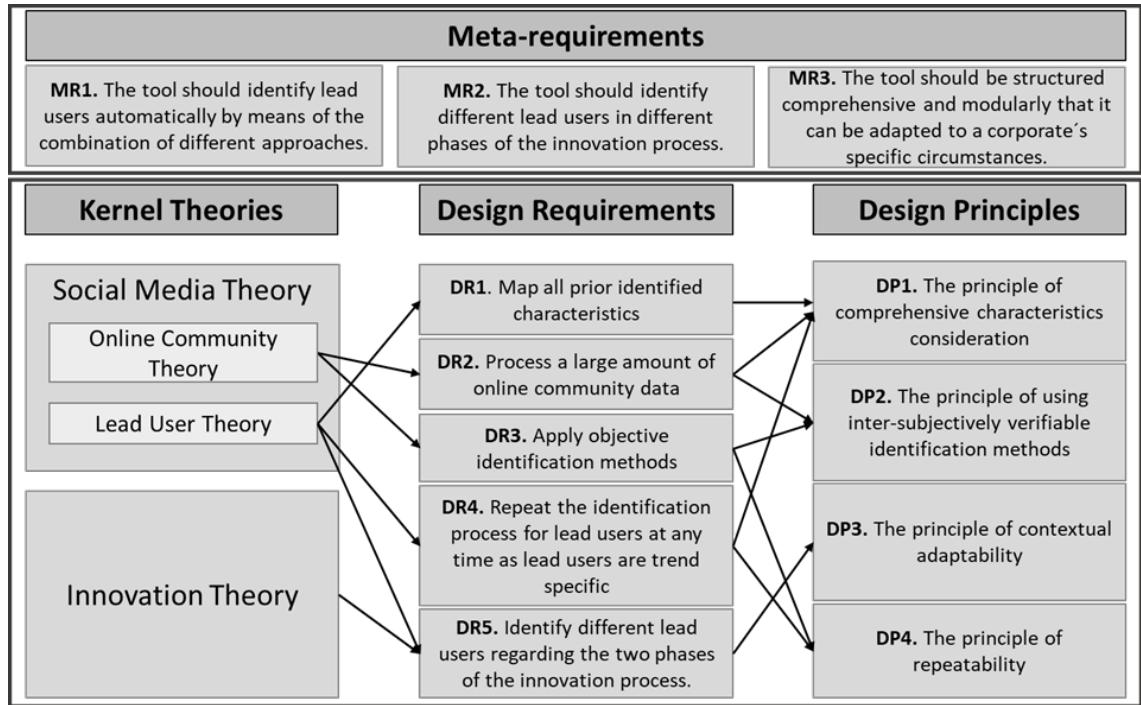 Meta-requirements
MR1. The tool should identify lead
users automatically by means of the
combination of different approaches.
MR2. The tool should identify
different lead users in different
phases of the innovation process.
MR3. The tool should be structured
comprehensive and modularly that it
can be adapted to a corporate´s
specific circumstances.
Kernel Theories
Social Media Theory
Online Community
Theory
Lead User Theory
Innovation Theory
Design Requirements
DR1. Map all prior identified
characteristics
DR2. Process a large amount of
online community data
DR3. Apply objective
identification methods
DR4. Repeat the identification
process for lead users at any
time as lead users are trend
specific
DR5. Identify different lead
users regarding the two phases
of the innovation process.
Design Principles
DP1. The principle of
comprehensive characteristics
consideration
DP2. The principle of using
inter-subjectively verifiable
identification methods
DP3. The principle of contextual
adaptability
DP4. The principle of
repeatability